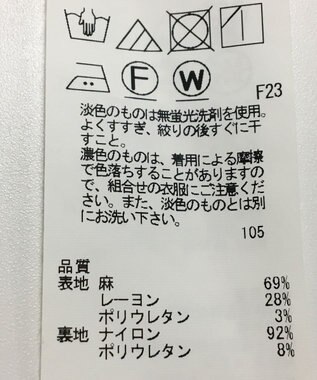 F W
F23
淡色のものは無蛍光洗剤を使用。
よくすすぎ、絞りの後すぐに干
すこと。
濃色のものは、着用による摩擦
で色落ちすることがありますの
で、組合せの衣服にご注意くだ
さい。また、淡色のものとは別
にお洗い下さい。
105
品質
表地 麻 69%
レーヨン 28%
ポリウレタン 3%
裏地 ナイロン 92%
ポリウレタン 8%